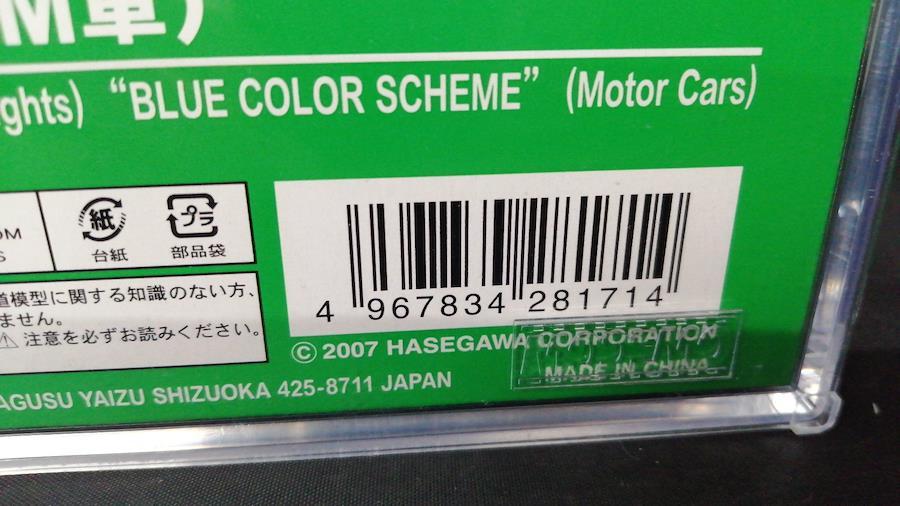 M車)
ghts) “BLUE COLOR SCHEME” (Motor Cars)
紙
プラ
台紙
部品袋
道模型に関する知識のない方、
ません。
⚠ 注意を必ずお読みください。
4 967834 281714
© 2007 HASEGAWA CORPORATION
MADE IN CHINA
AGUSU YAIZU SHIZUOKA 425-8711 JAPAN